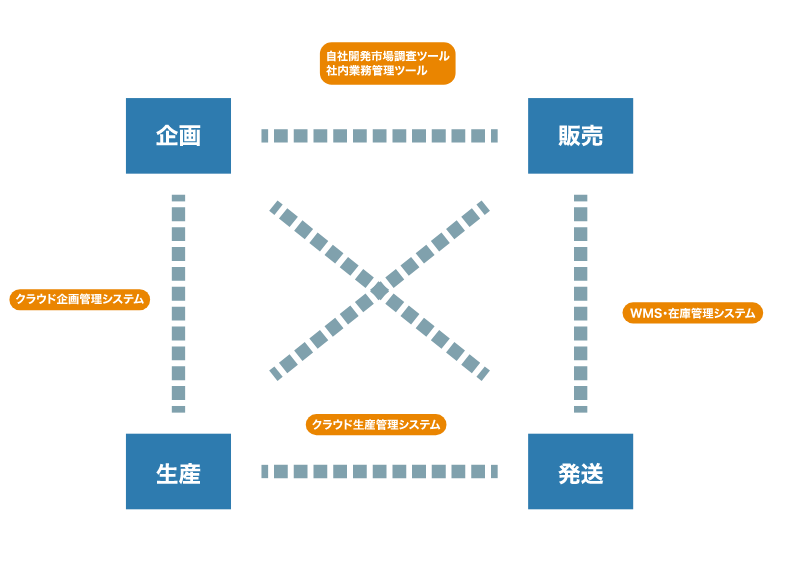 自社開発市場調査ツール
社内業務管理ツール
企画
販売
クラウド企画管理システム
WMS・在庫管理システム
クラウド生産管理システム
生産
発送